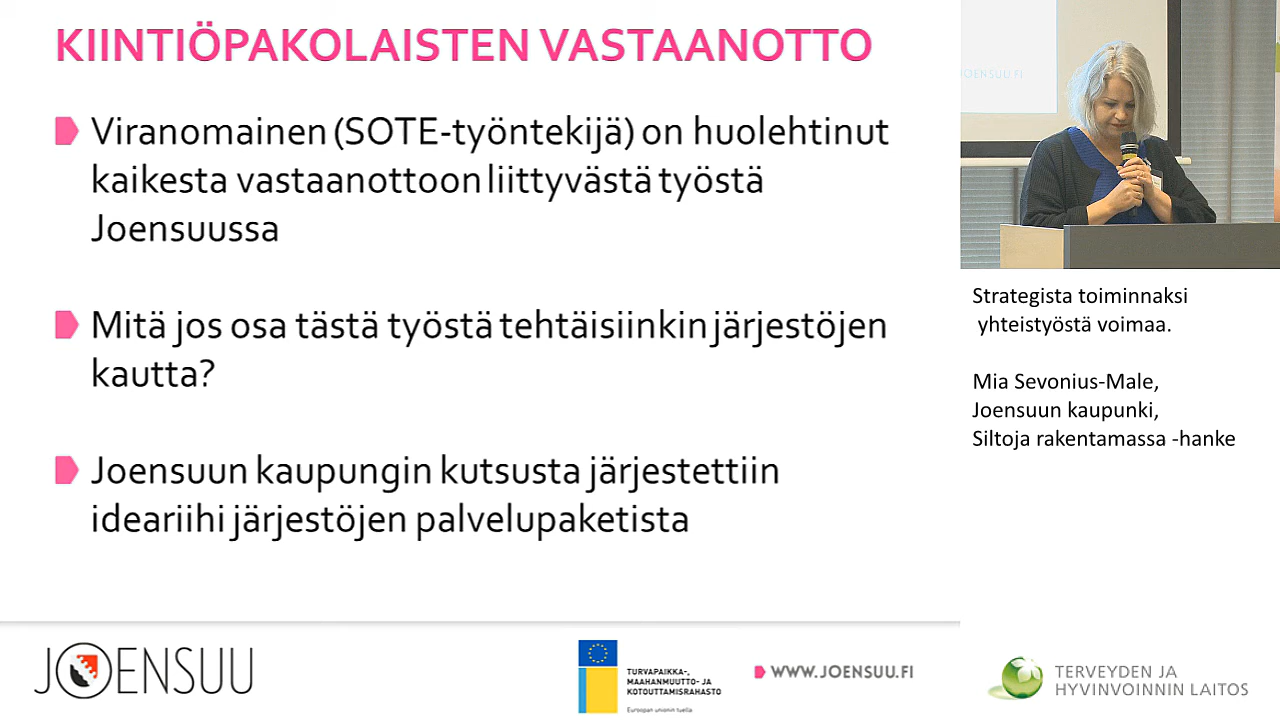 KIINTIÖPAKOLAISTEN VASTAANOTTO
Viranomainen (SOTE-työntekijä) on huolehtinut
kaikesta vastaanottoon liittyvästä työstä
Joensuussa
Mitä jos osa tästä työstä tehtäisiinkin järjestöjen
kautta?
Joensuun kaupungin kutsusta järjestettiin
ideariihi järjestöjen palvelupaketista
JOENSUU
TURVAPAIKKA-,
MAAHANMUUTTO- JA
KOTOUTTAMISRAHASTO
Euroopan unionin tuella
WWW.JOENSUU.FI
JOENSUU.FI
Strategista toiminnaksi
yhteistyöstä voimaa.
Mia Sevonius-Male,
Joensuun kaupunki,
Siltoja rakentamassa -hanke
TERVEYDEN JA
HYVINVOINNIN LAITOS